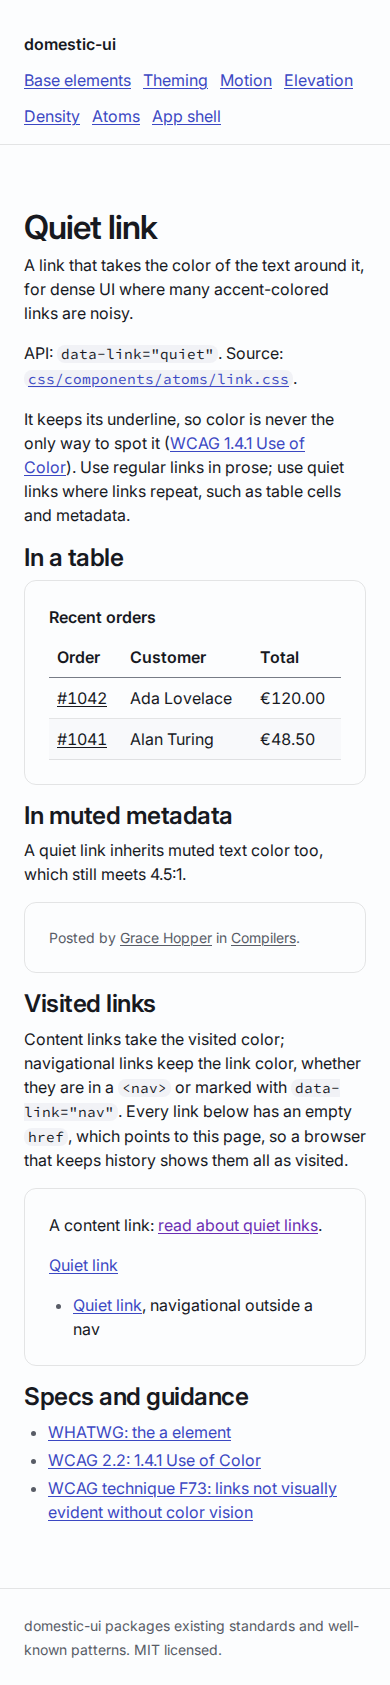 domestic-ui
Base elements Theming Motion Elevation
Density Atoms App shell
Quiet link
A link that takes the color of the text around it,
for dense UI where many accent-colored
links are noisy.
API: data-link="quiet". Source:
css/components/atoms/link.css.
It keeps its underline, so color is never the
only way to spot it (WCAG 1.4.1 Use of
Color). Use regular links in prose; use quiet
links where links repeat, such as table cells
and metadata.
In a table
Recent orders
Order Customer Total
#1042 Ada Lovelace €120.00
#1041 Alan Turing €48.50
In muted metadata
A quiet link inherits muted text color too,
which still meets 4.5:1.
Posted by Grace Hopper in Compilers.
Visited links
Content links take the visited color;
navigational links keep the link color, whether
they are in a <nav> or marked with data-
link="nav". Every link below has an empty
href, which points to this page, so a browser
that keeps history shows them all as visited.
A content link: read about quiet links.
Quiet link
• Quiet link, navigational outside a
nav
Specs and guidance
• WHATWG: the a element
• WCAG 2.2: 1.4.1 Use of Color
• WCAG technique F73: links not visually
evident without color vision
domestic-ui packages existing standards and well-
known patterns. MIT licensed.